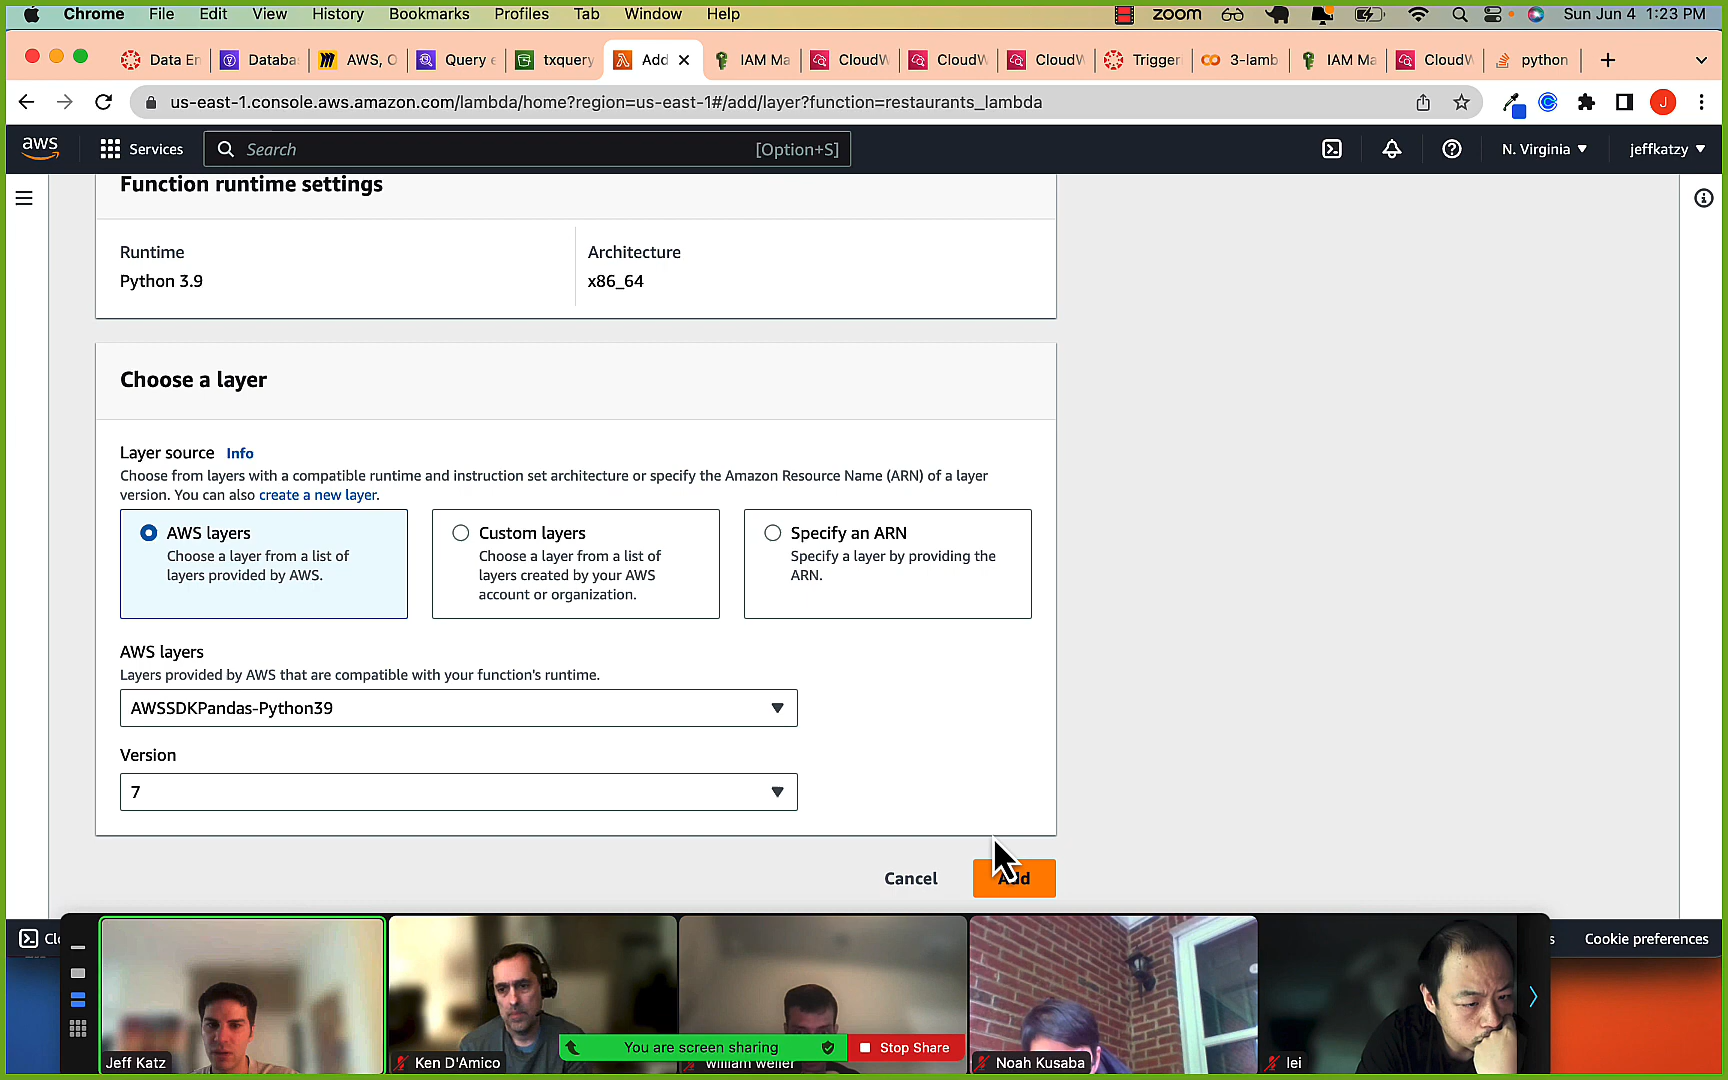 Chrome File Edit View History Bookmarks Profiles Tab Window Help zoom Sun Jun 4 1:23 PM
Data En Databas AWS, O Query e txquery Add IAM Ma CloudW CloudW CloudW Trigger 3-lamb IAM Ma CloudW python
us-east-1.console.aws.amazon.com/lambda/home?region=us-east-1#/add/layer?function=restaurants_lambda J
aws Services Search [Option+S] N. Virginia jeffkatzy
Function runtime settings
Runtime
Python 3.9
Architecture
x86_64
Choose a layer
Layer source Info
Choose from layers with a compatible runtime and instruction set architecture or specify the Amazon Resource Name (ARN) of a layer
version. You can also create a new layer.
AWS layers
Choose a layer from a list of
layers provided by AWS.
Custom layers
Choose a layer from a list of
layers created by your AWS
account or organization.
Specify an ARN
Specify a layer by providing the
ARN.
AWS layers
Layers provided by AWS that are compatible with your function's runtime.
AWSSDKPandas-Python39
Version
7
Cancel Add
Cookie preferences
You are screen sharing Stop Share
Jeff Katz Ken D'Amico William Weiler Noah Kusaba lei